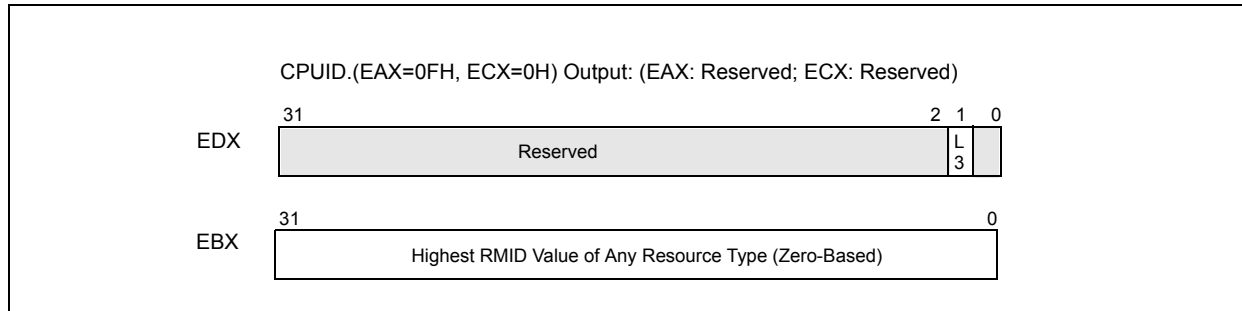 CPUID.(EAX=0FH, ECX=0H) Output: (EAX: Reserved; ECX: Reserved)
31 2 1 0
EDX Reserved L
3
31 0
EBX Highest RMID Value of Any Resource Type (Zero-Based)